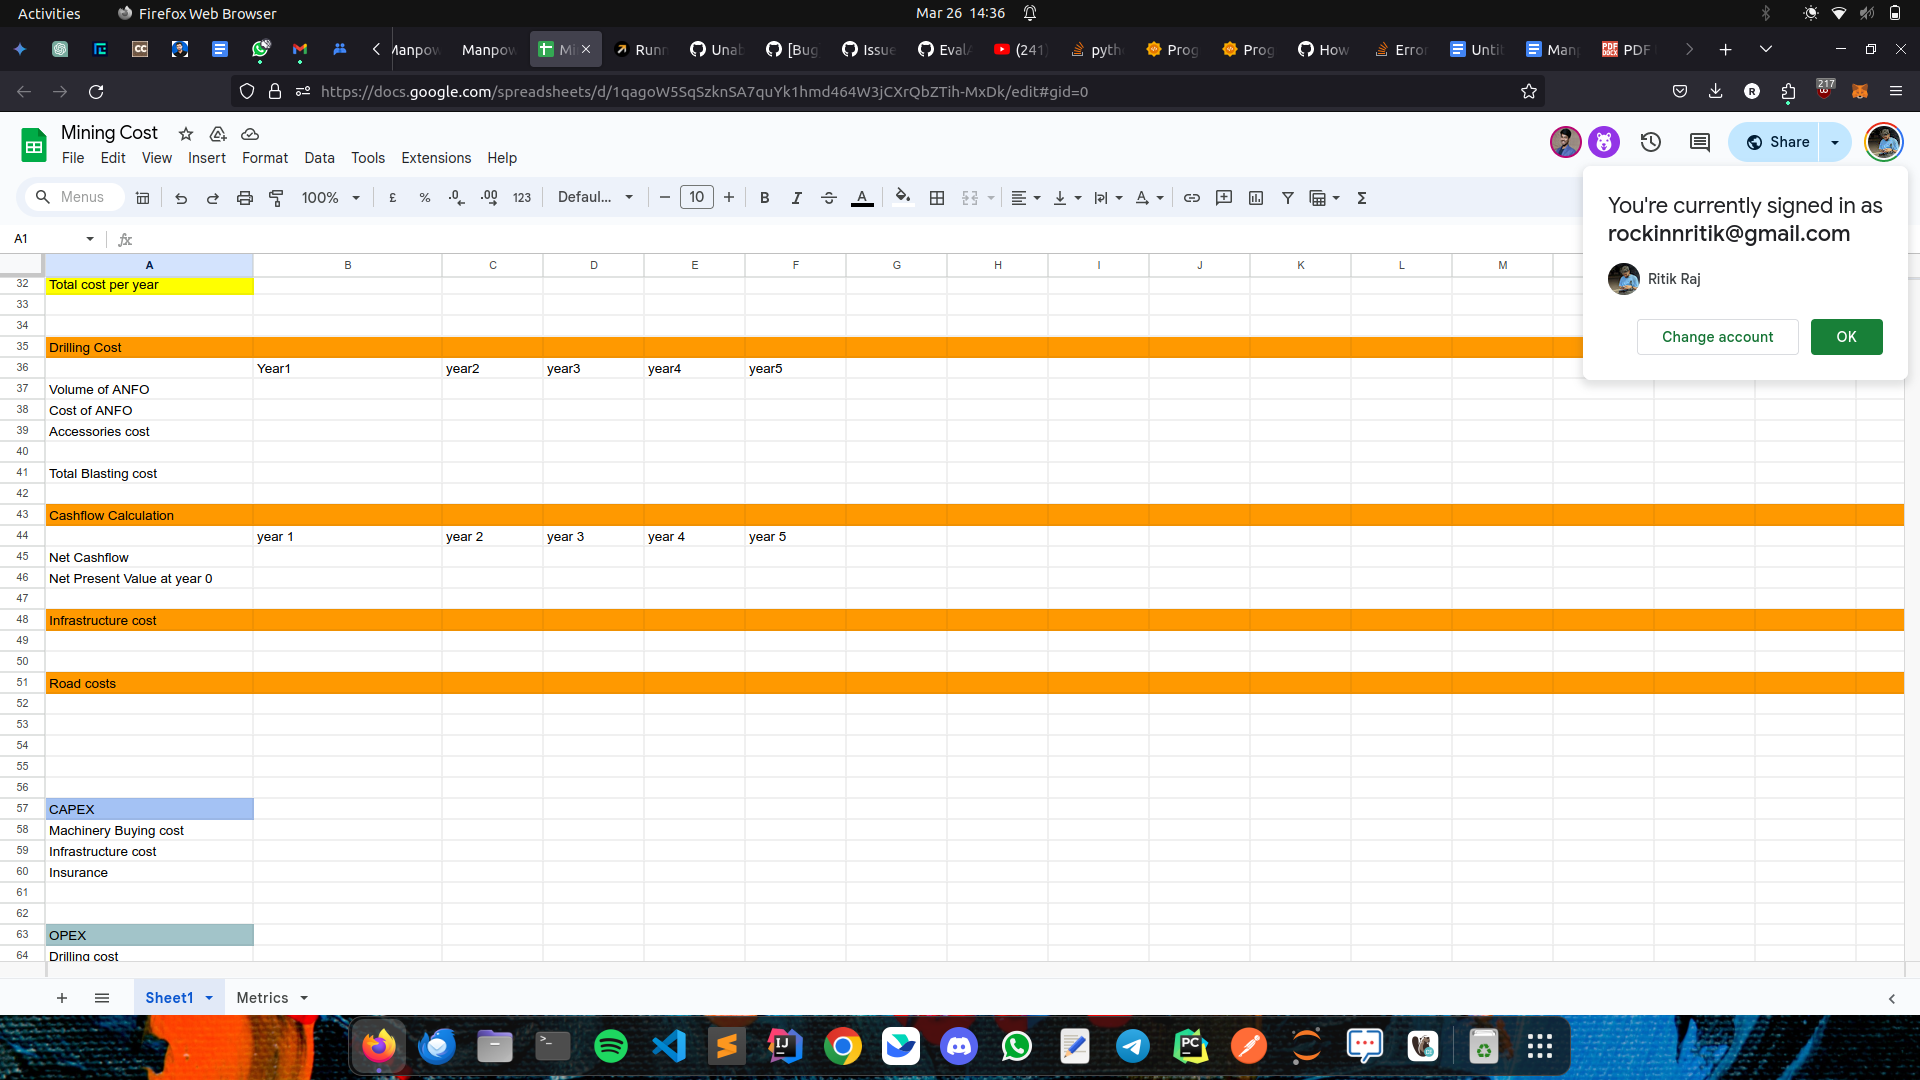 Activities Firefox Web Browser Mar 26 14:36
Manpow Manpow Mi Runn Unab [Bug Issue Eval (241) pyth Prog Prog How Error Untit Man PDF
https://docs.google.com/spreadsheets/d/1qagoW5SqSzknSA7quYk1hmd464W3jCXrQbZTih-MxDk/edit#gid=0 217
Mining Cost
File Edit View Insert Format Data Tools Extensions Help
Share
Menus 100% £ % .0 .00 123 Defaul... 10 B I A Σ
You're currently signed in as
rockinnritik@gmail.com
Ritik Raj
Change account OK
A1 fx
A B C D E F G H I J K L M
32 Total cost per year
33
34
35 Drilling Cost
36 Year1 year2 year3 year4 year5
37 Volume of ANFO
38 Cost of ANFO
39 Accessories cost
40
41 Total Blasting cost
42
43 Cashflow Calculation
44 year 1 year 2 year 3 year 4 year 5
45 Net Cashflow
46 Net Present Value at year 0
47
48 Infrastructure cost
49
50
51 Road costs
52
53
54
55
56
57 CAPEX
58 Machinery Buying cost
59 Infrastructure cost
60 Insurance
61
62
63 OPEX
64 Drilling cost
Sheet1 Metrics